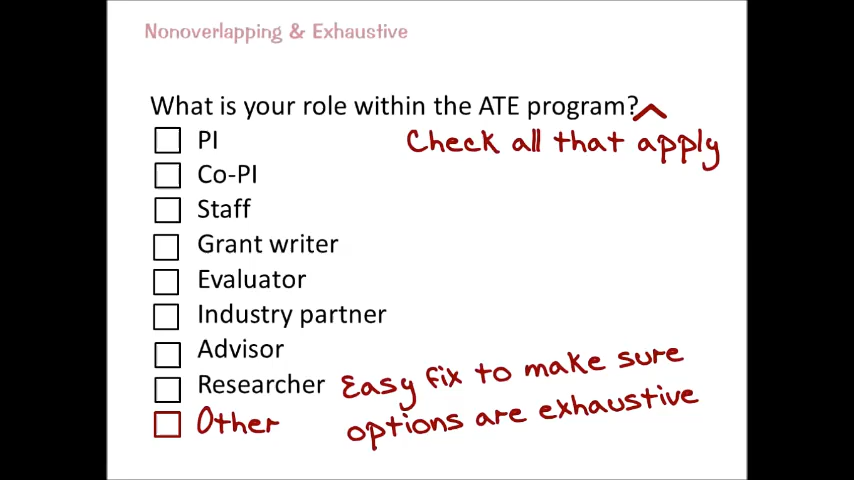 Nonoverlapping & Exhaustive
What is your role within the ATE program?
Check all that apply
PI
Co-PI
Staff
Grant writer
Evaluator
Industry partner
Advisor
Researcher
Other
Easy fix to make sure
options are exhaustive